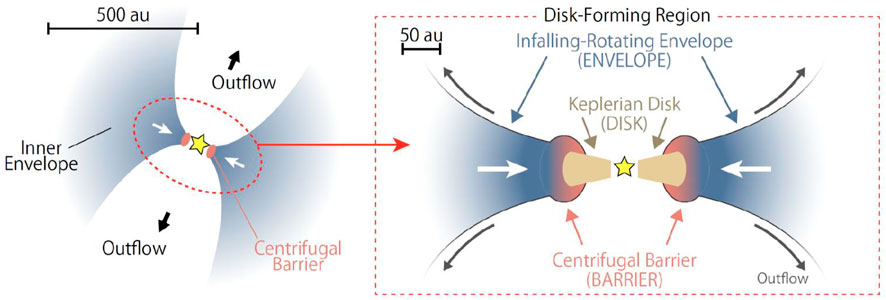 500 au
Outflow
Inner
Envelope
Outflow
Centrifugal
Barrier
Disk-Forming Region
50 au
Infalling-Rotating Envelope
(ENVELOPE)
Keplerian Disk
(DISK)
Centrifugal Barrier
(BARRIER)
Outflow